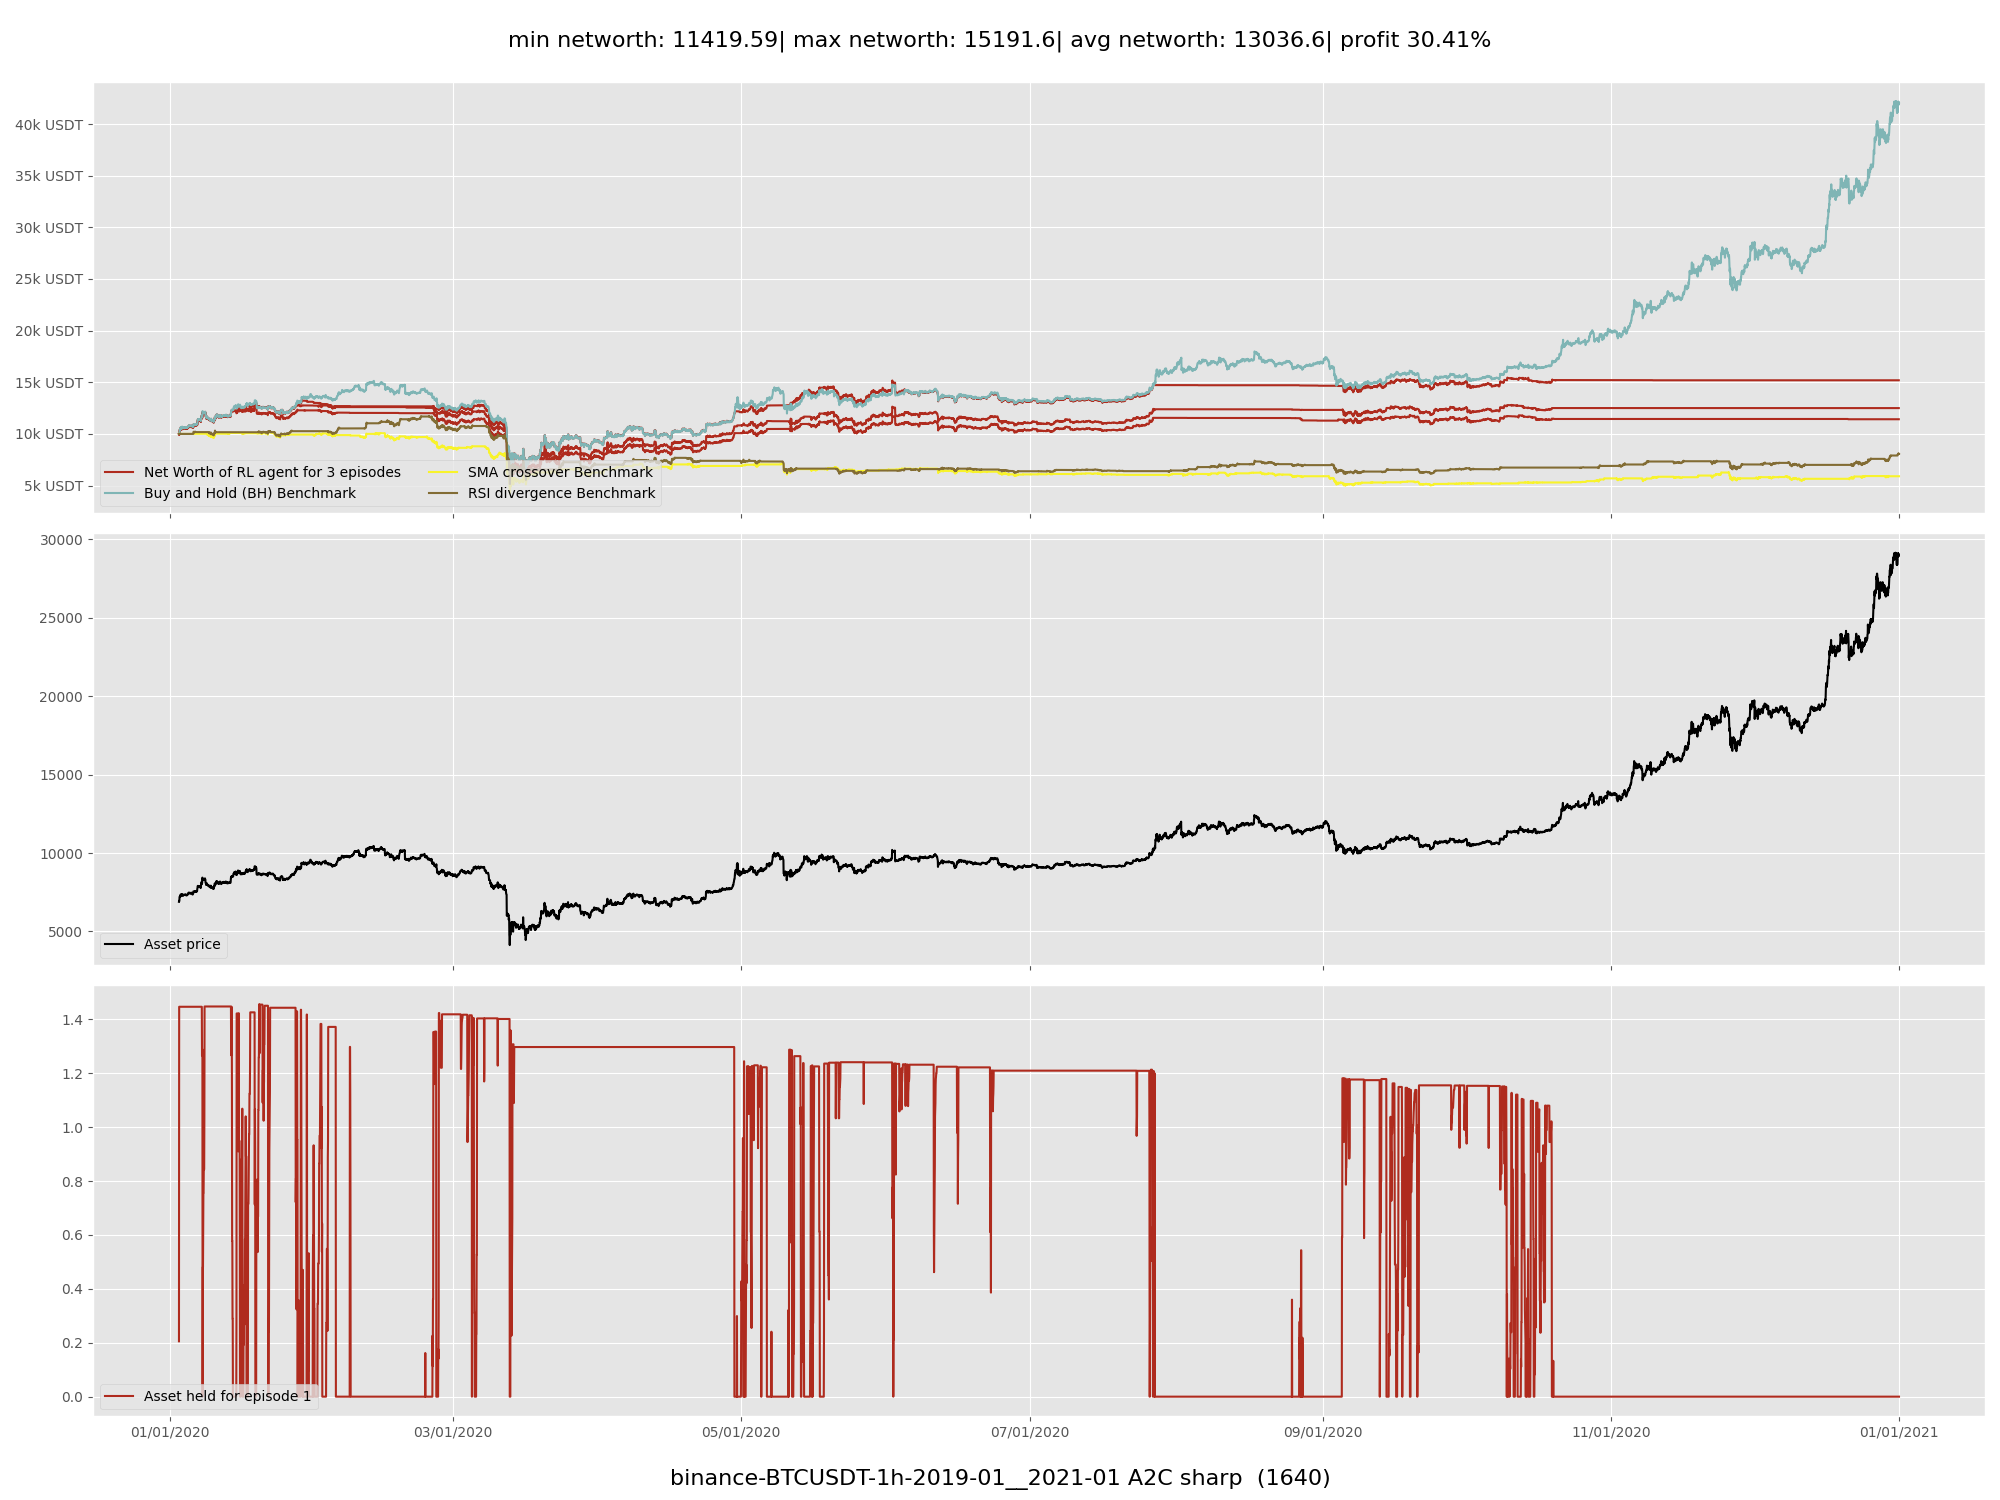 min networth: 11419.59| max networth: 15191.6| avg networth: 13036.6| profit 30.41%
40k USDT
35k USDT
30k USDT
25k USDT
20k USDT
15k USDT
10k USDT
5k USDT
Net Worth of RL agent for 3 episodes
Buy and Hold (BH) Benchmark
SMA crossover Benchmark
RSI divergence Benchmark
30000
25000
20000
15000
10000
5000
Asset price
1.4
1.2
1.0
0.8
0.6
0.4
0.2
0.0
Asset held for episode 1
01/01/2020 03/01/2020 05/01/2020 07/01/2020 09/01/2020 11/01/2020 01/01/2021
binance-BTCUSDT-1h-2019-01__2021-01 A2C sharp  (1640)